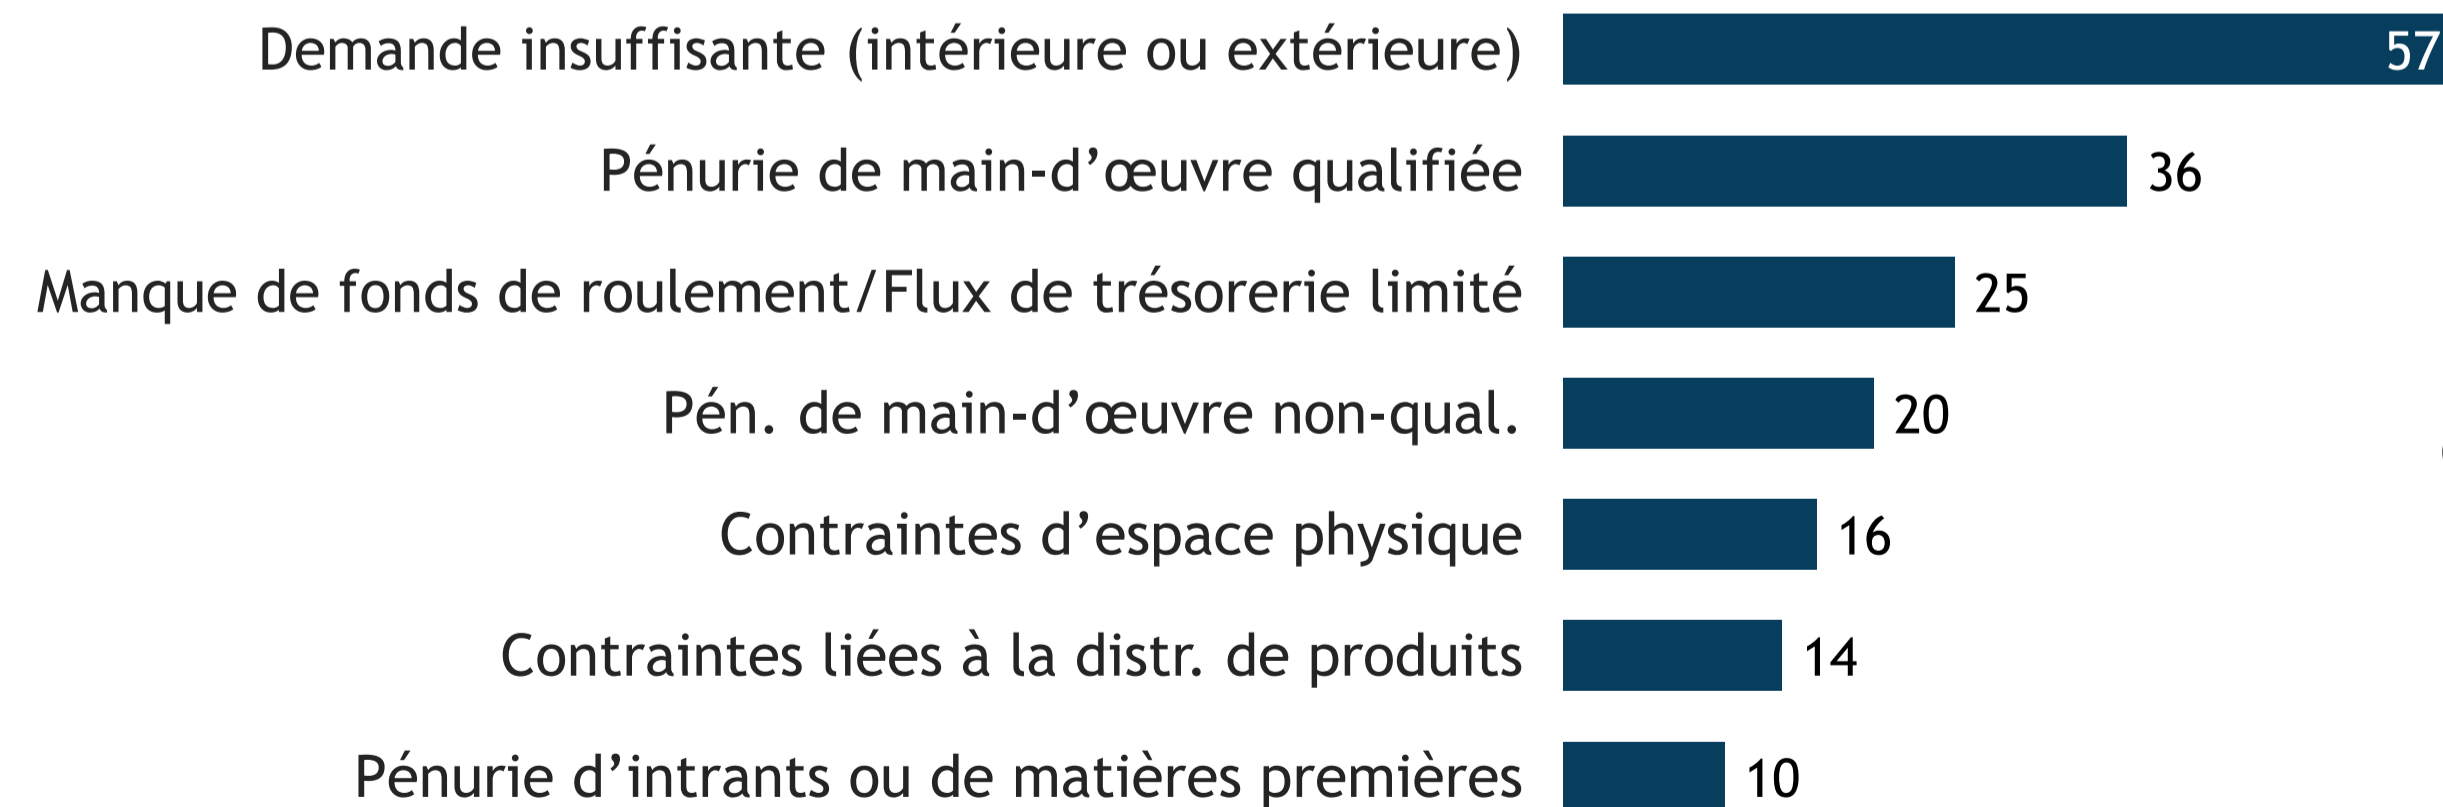 Demande insuffisante (intérieure ou extérieure) 57
Pénurie de main-d’œuvre qualifiée 36
Manque de fonds de roulement/Flux de trésorerie limité 25
Pén. de main-d’œuvre non-qual. 20
Contraintes d’espace physique 16
Contraintes liées à la distr. de produits 14
Pénurie d’intrants ou de matières premières 10